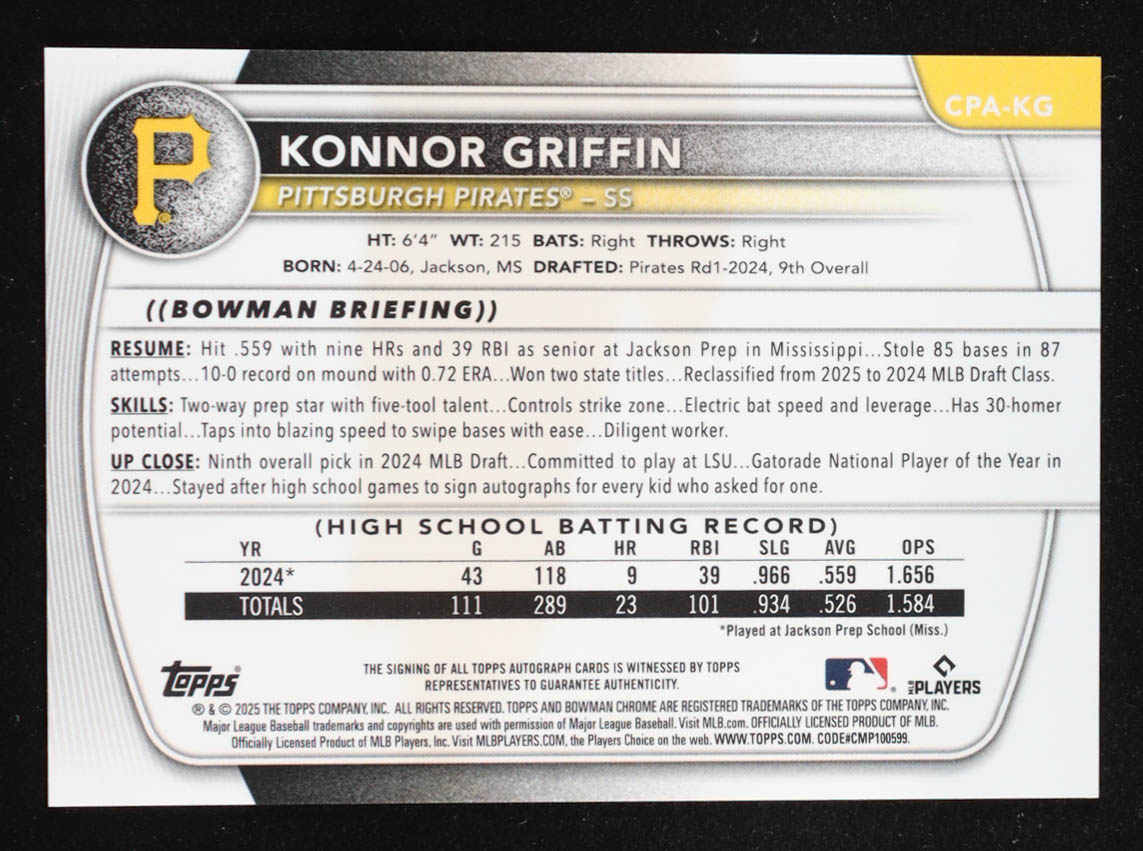 CPA-KG
P®
KONNOR GRIFFIN
PITTSBURGH PIRATES® – SS
HT: 6'4" WT: 215 BATS: Right THROWS: Right
BORN: 4-24-06, Jackson, MS DRAFTED: Pirates Rd1-2024, 9th Overall
((BOWMAN BRIEFING))
RESUME: Hit .559 with nine HRs and 39 RBI as senior at Jackson Prep in Mississippi...Stole 85 bases in 87
attempts...10-0 record on mound with 0.72 ERA...Won two state titles...Reclassified from 2025 to 2024 MLB Draft Class.
SKILLS: Two-way prep star with five-tool talent...Controls strike zone...Electric bat speed and leverage...Has 30-homer
potential...Taps into blazing speed to swipe bases with ease...Diligent worker.
UP CLOSE: Ninth overall pick in 2024 MLB Draft...Committed to play at LSU...Gatorade National Player of the Year in
2024...Stayed after high school games to sign autographs for every kid who asked for one.
(HIGH SCHOOL BATTING RECORD)
YR G AB HR RBI SLG AVG OPS
2024* 43 118 9 39 .966 .559 1.656
TOTALS 111 289 23 101 .934 .526 1.584
*Played at Jackson Prep School (Miss.)
Topps®
THE SIGNING OF ALL TOPPS AUTOGRAPH CARDS IS WITNESSED BY TOPPS
REPRESENTATIVES TO GUARANTEE AUTHENTICITY.
MLB PLAYERS
® & © 2025 THE TOPPS COMPANY, INC. ALL RIGHTS RESERVED. TOPPS AND BOWMAN CHROME ARE REGISTERED TRADEMARKS OF THE TOPPS COMPANY, INC.
Major League Baseball trademarks and copyrights are used with permission of Major League Baseball. Visit MLB.com. OFFICIALLY LICENSED PRODUCT OF MLB.
Officially Licensed Product of MLB Players, Inc. Visit MLBPLAYERS.COM, the Players Choice on the web. WWW.TOPPS.COM. CODE#CMP100599.